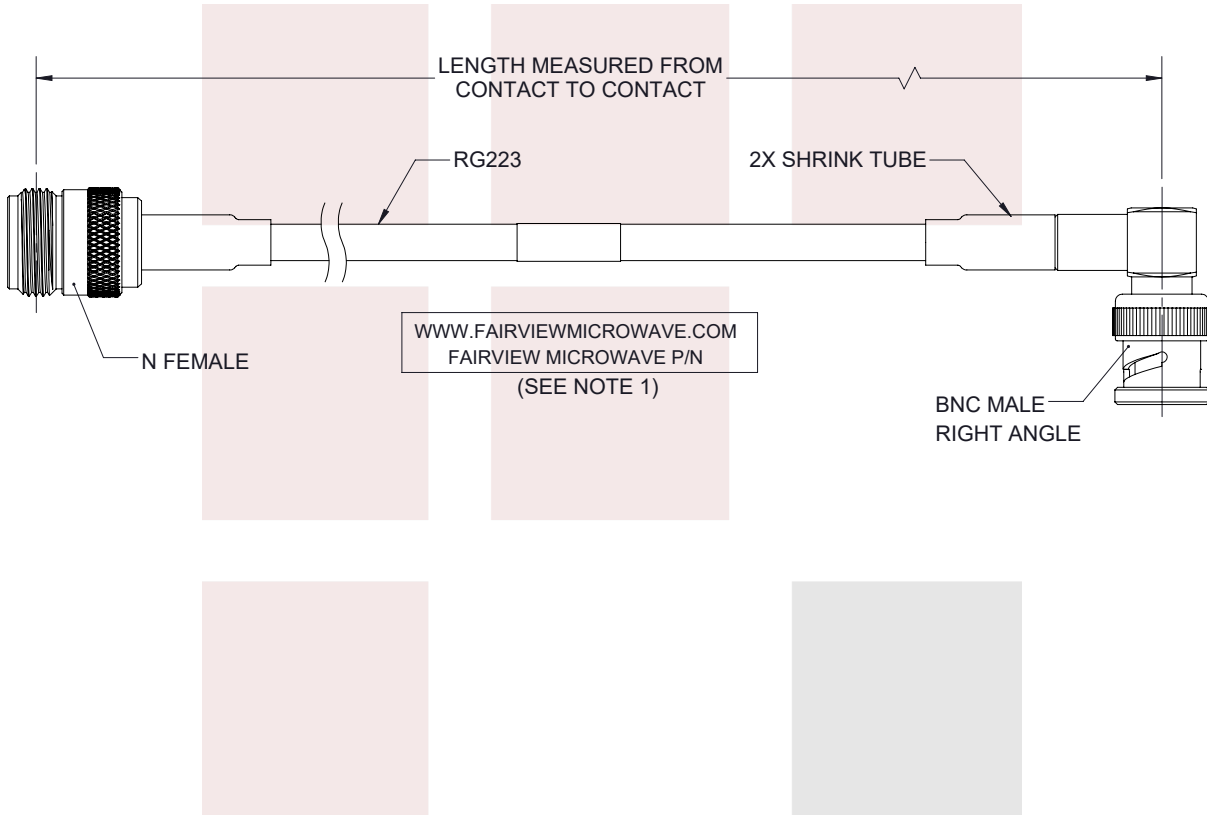 LENGTH MEASURED FROM
CONTACT TO CONTACT
RG223
2X SHRINK TUBE
N FEMALE
WWW.FAIRVIEWMICROWAVE.COM
FAIRVIEW MICROWAVE P/N
(SEE NOTE 1)
BNC MALE
RIGHT ANGLE